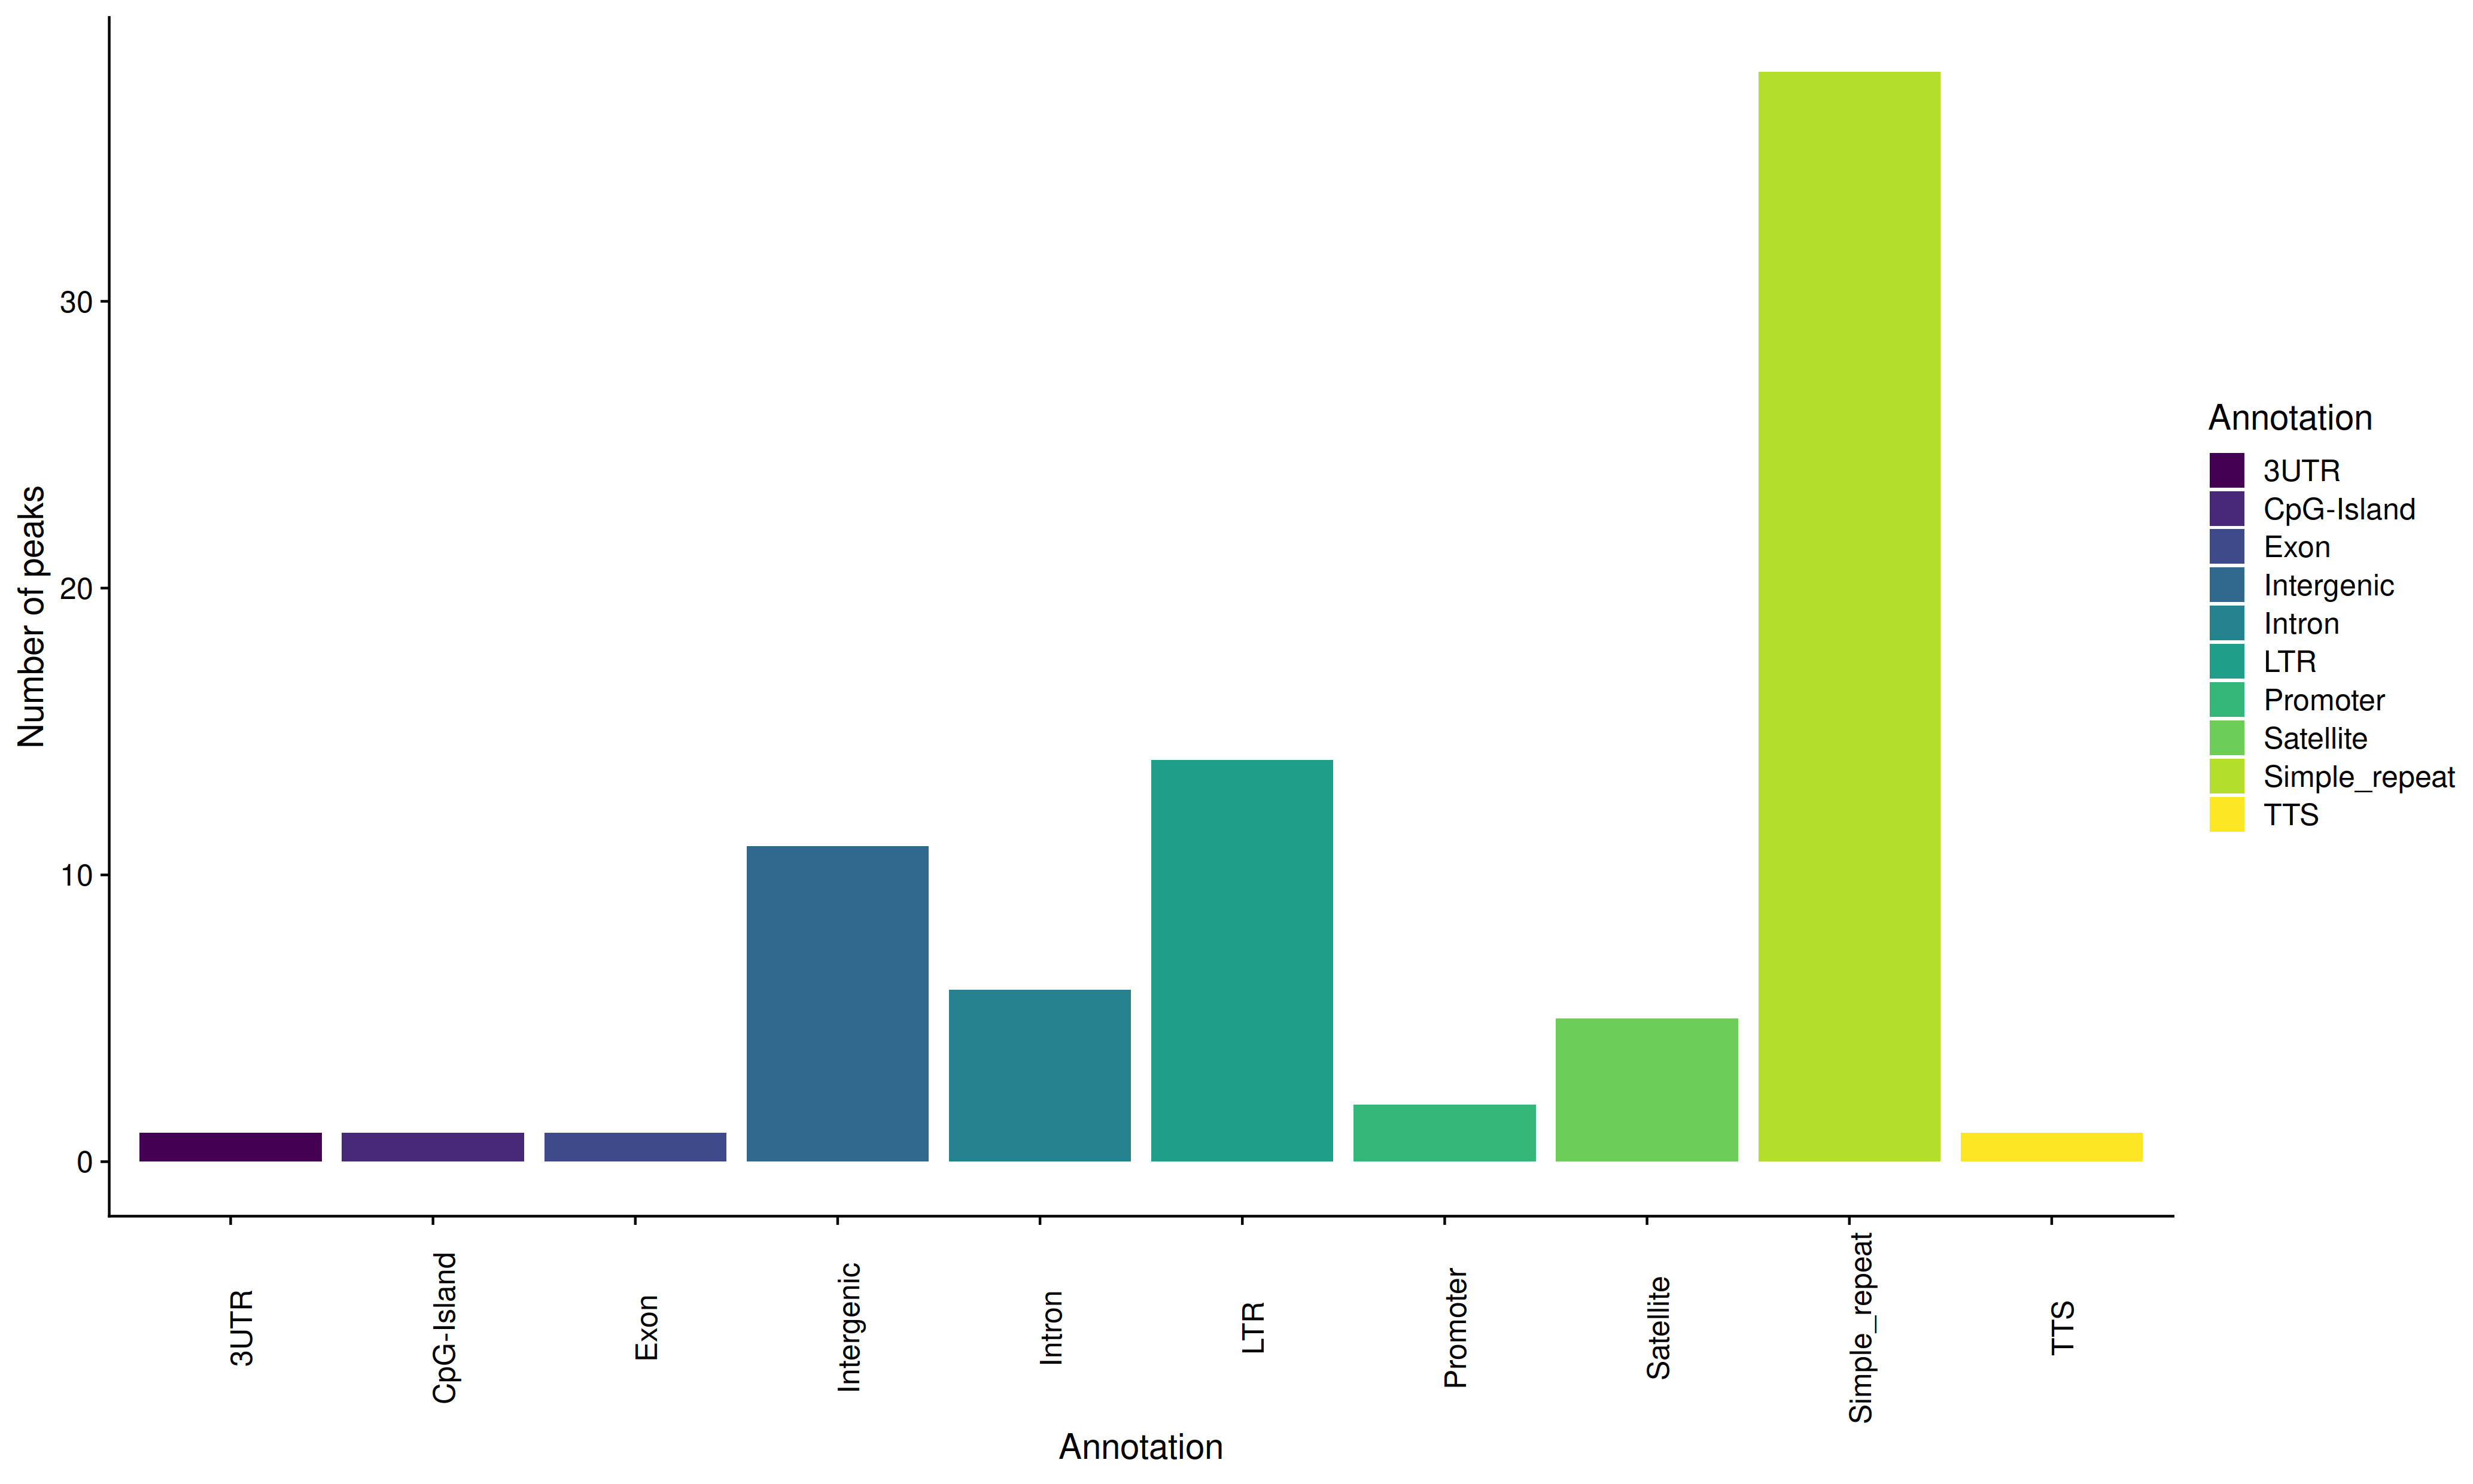 Number of peaks
30
20
10
0
3UTR
CpG-Island
Exon
Intergenic
Intron
LTR
Promoter
Satellite
Simple_repeat
TTS
Annotation
Annotation
3UTR
CpG-Island
Exon
Intergenic
Intron
LTR
Promoter
Satellite
Simple_repeat
TTS